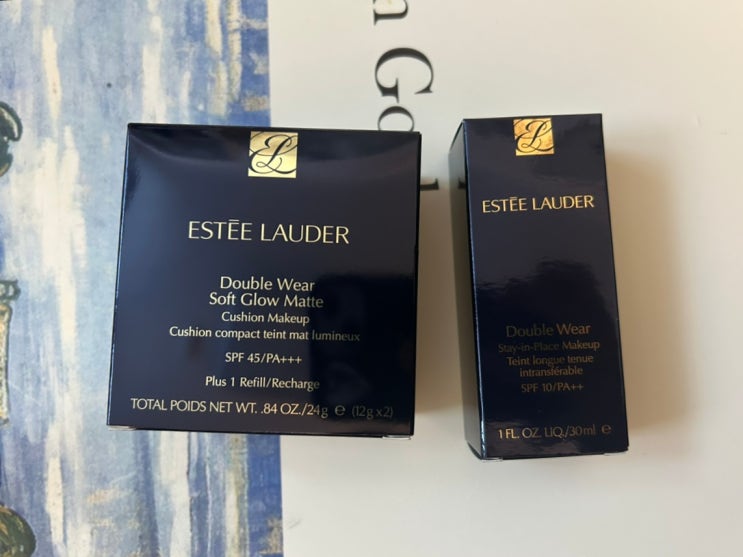 ESTĒE LAUDER
Double Wear
Soft Glow Matte
Cushion Makeup
Cushion compact teint mat lumineux
SPF 45/PA+++
Plus 1 Refill/Recharge
TOTAL POIDS NET WT. .84 OZ./24g ℮ (12g x2)
ESTĒE LAUDER
Double Wear
Stay-in-Place Makeup
Teint longue tenue
intransférable
SPF 10/PA++
1 FL. OZ. LIQ./30ml ℮